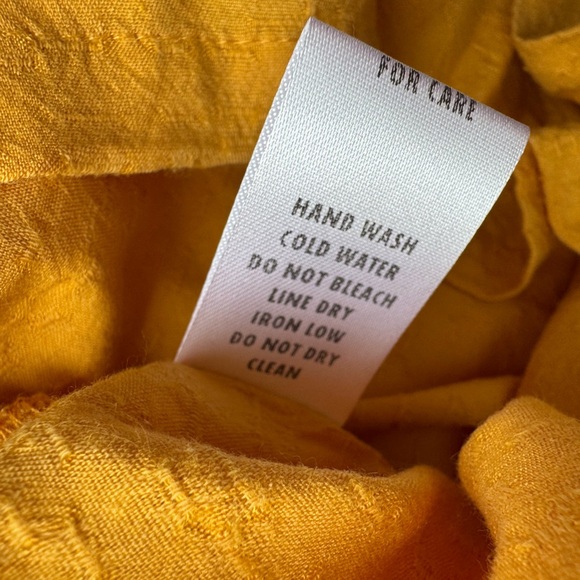 FOR CARE
HAND WASH
COLD WATER
DO NOT BLEACH
LINE DRY
IRON LOW
DO NOT DRY
CLEAN